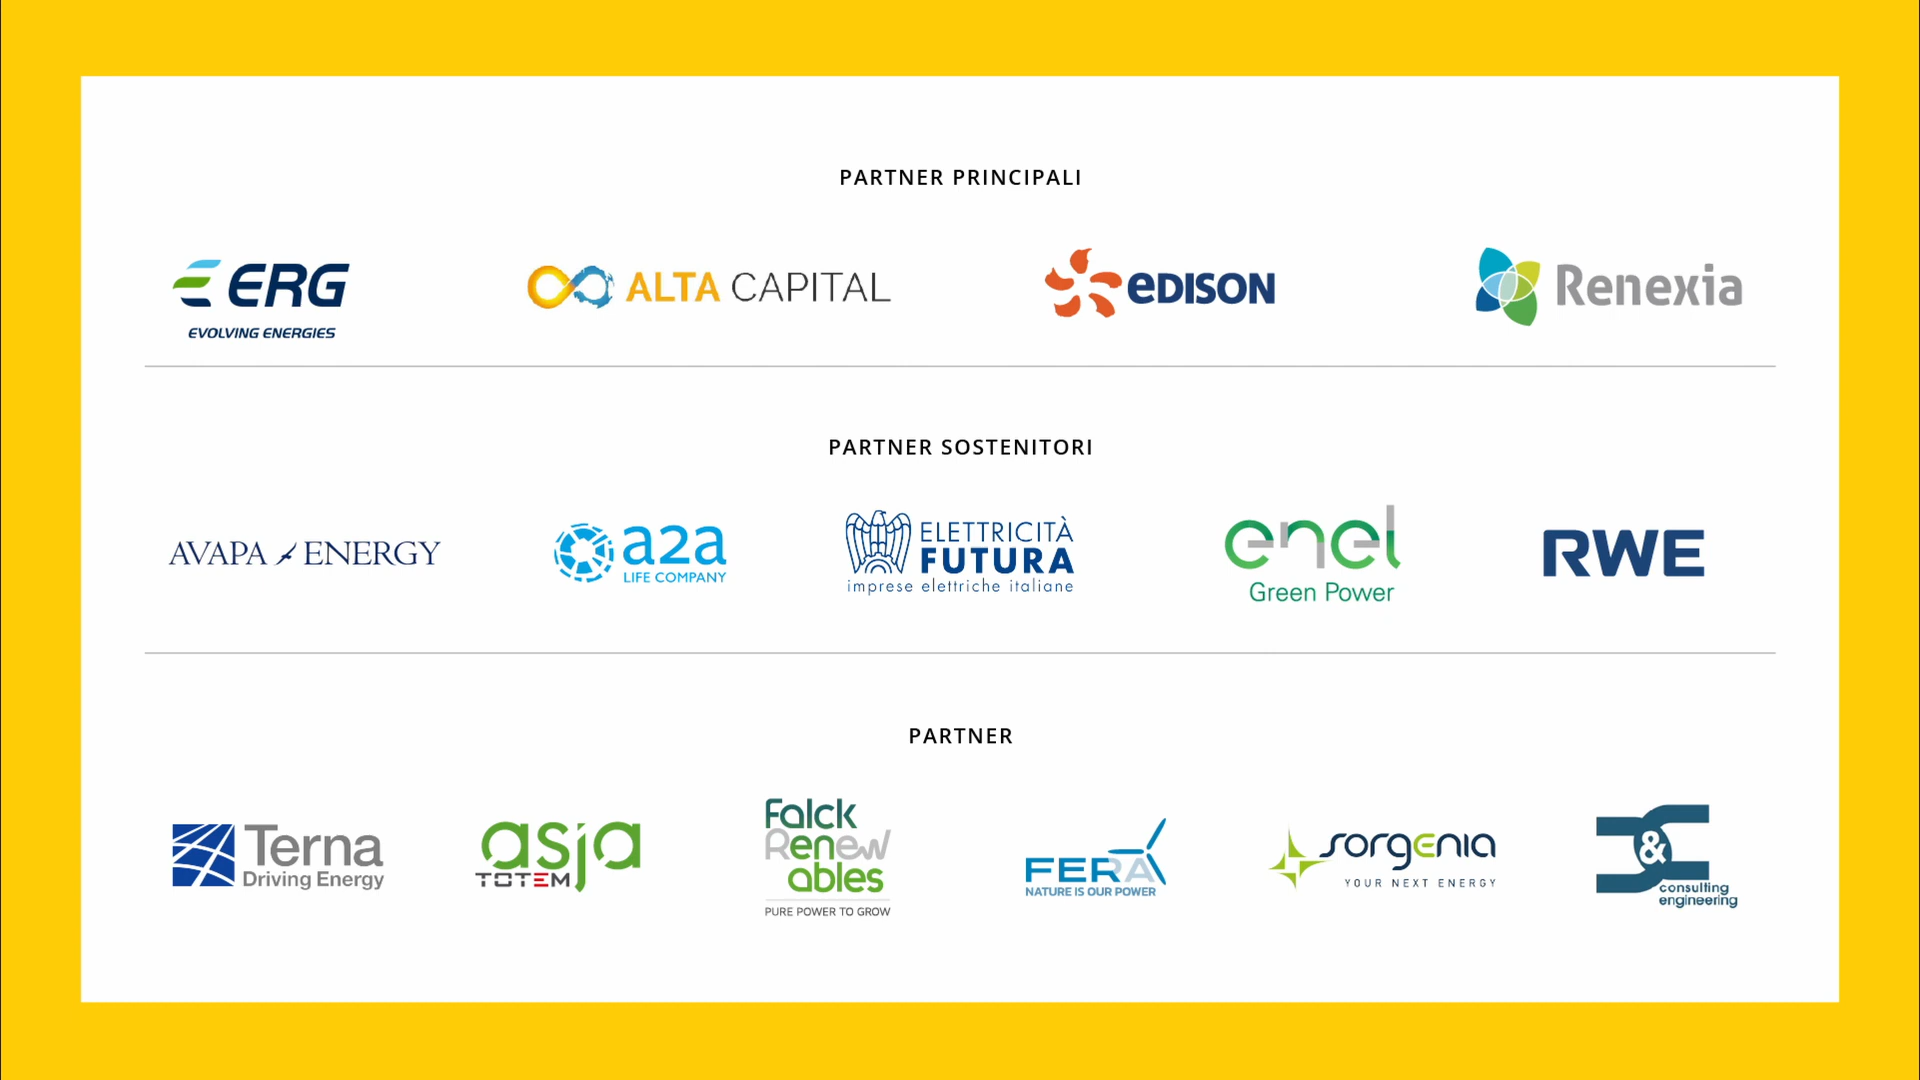 PARTNER PRINCIPALI
ERG
EVOLVING ENERGIES
ALTA CAPITAL
eDISON
Renexia
PARTNER SOSTENITORI
AVAPA ENERGY
a2a
LIFE COMPANY
ELETTRICITÀ
FUTURA
imprese elettriche italiane
enel
Green Power
RWE
PARTNER
Terna
Driving Energy
asja
TOTEM
Falck
Renew
ables
PURE POWER TO GROW
FERA
NATURE IS OUR POWER
sorgenia
YOUR NEXT ENERGY
&
consulting
engineering